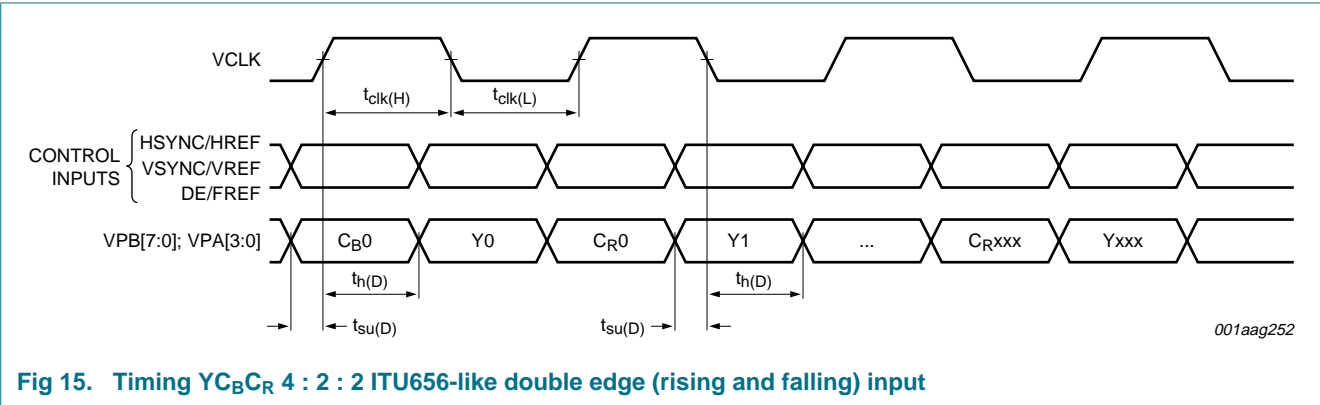 VCLK
tclk(H) tclk(L)
CONTROL INPUTS
HSYNC/HREF
VSYNC/VREF
DE/FREF
VPB[7:0]; VPA[3:0] CB0 Y0 CR0 Y1 ... CRxxx Yxxx
th(D) th(D)
tsu(D) tsu(D)
001aag252
Fig 15. Timing YCBCR 4 : 2 : 2 ITU656-like double edge (rising and falling) input